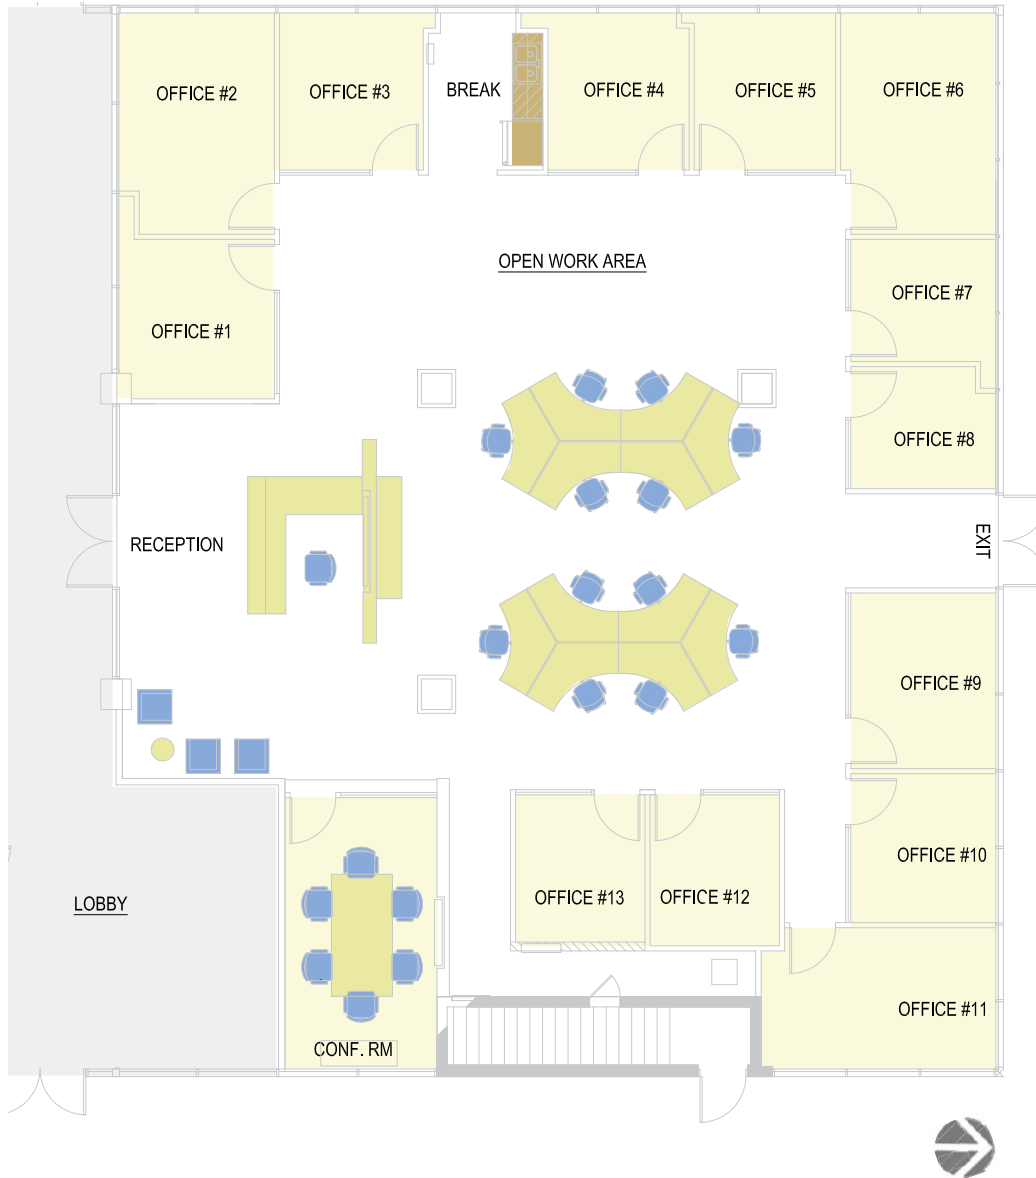 OFFICE #2
OFFICE #3
BREAK
OFFICE #4
OFFICE #5
OFFICE #6
OPEN WORK AREA
OFFICE #7
OFFICE #1
OFFICE #8
RECEPTION
EXIT
OFFICE #9
OFFICE #10
OFFICE #13
OFFICE #12
LOBBY
OFFICE #11
CONF. RM